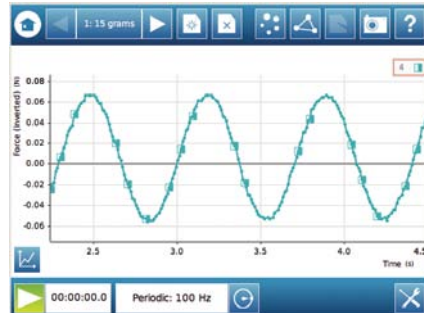 1: 15 grams
?
4
Force (Inverted) (N)
0.08
0.06
0.04
0.02
0.00
-0.02
-0.04
-0.06
2.5 3.0 3.5 4.0 4.5
Time (s)
00:00:00.0 Periodic: 100 Hz